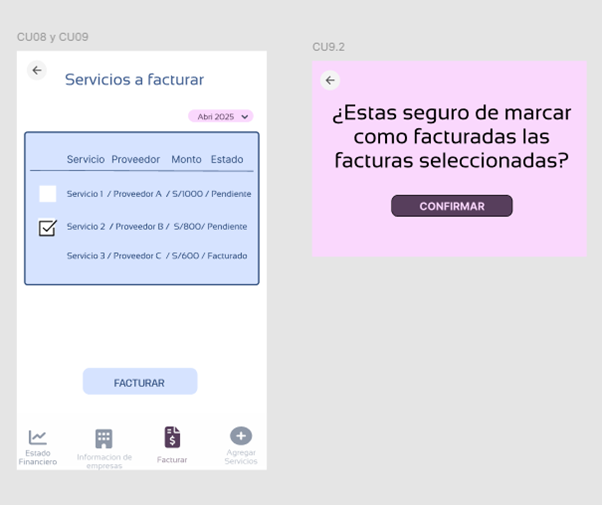 CU08 y CU09
Servicios a facturar
Abri 2025
Servicio Proveedor Monto Estado
Servicio 1 / Proveedor A / S/1000 / Pendiente
Servicio 2 / Proveedor B / S/800/ Pendiente
Servicio 3 / Proveedor C / S/600 / Facturado
FACTURAR
Estado
Financiero
Informacion de
empresas
Facturar
Agregar
Servicios
CU9.2
¿Estas seguro de marcar
como facturadas las
facturas seleccionadas?
CONFIRMAR